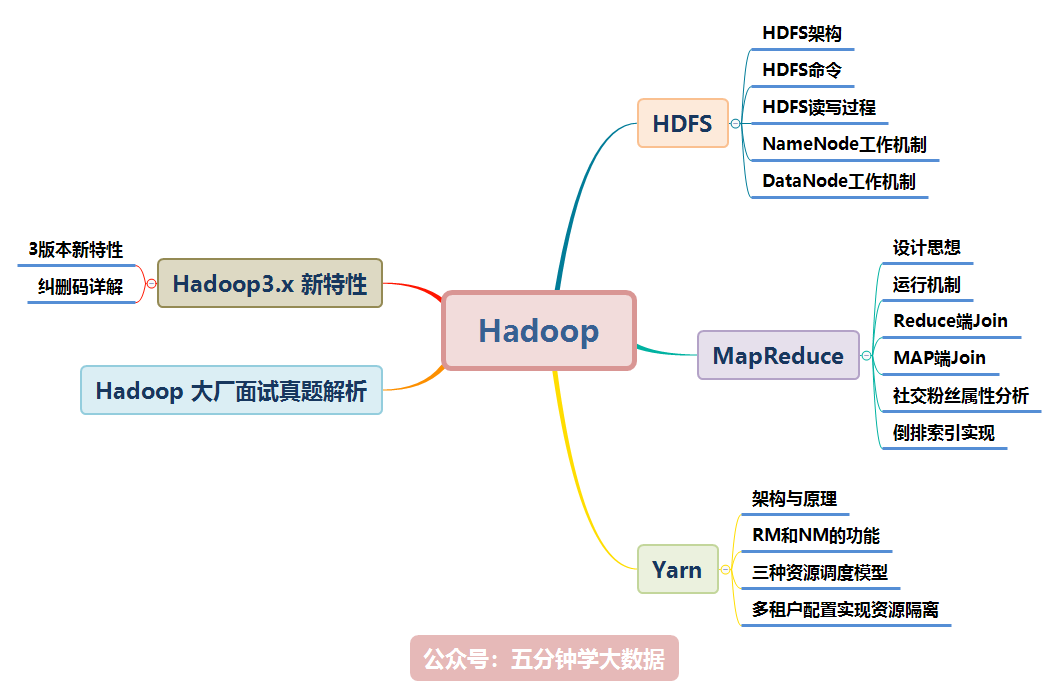 Hadoop
HDFS
HDFS架构
HDFS命令
HDFS读写过程
NameNode工作机制
DataNode工作机制
MapReduce
设计思想
运行机制
Reduce端Join
MAP端Join
社交粉丝属性分析
倒排索引实现
Yarn
架构与原理
RM和NM的功能
三种资源调度模型
多租户配置实现资源隔离
Hadoop3.x 新特性
3版本新特性
纠删码详解
Hadoop 大厂面试真题解析
公众号：五分钟学大数据